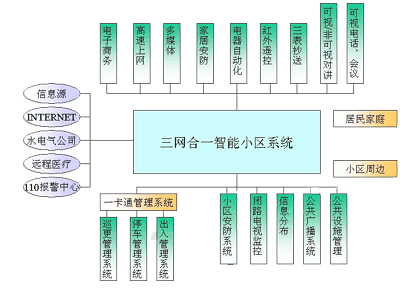 电子商务
高速上网
多媒体
家居安防
电器自动化
红外遥控
三表抄送
可视/非可视对讲
可视电话、会议
信息源
INTERNET
水电气公司
远程医疗
110报警中心
三网合一智能小区系统
居民家庭
小区周边
一卡通管理系统
巡更管理系统
停车管理系统
出入管理系统
小区安防系统
闭路电视监控
信息分布
公共广播系统
公共设施管理